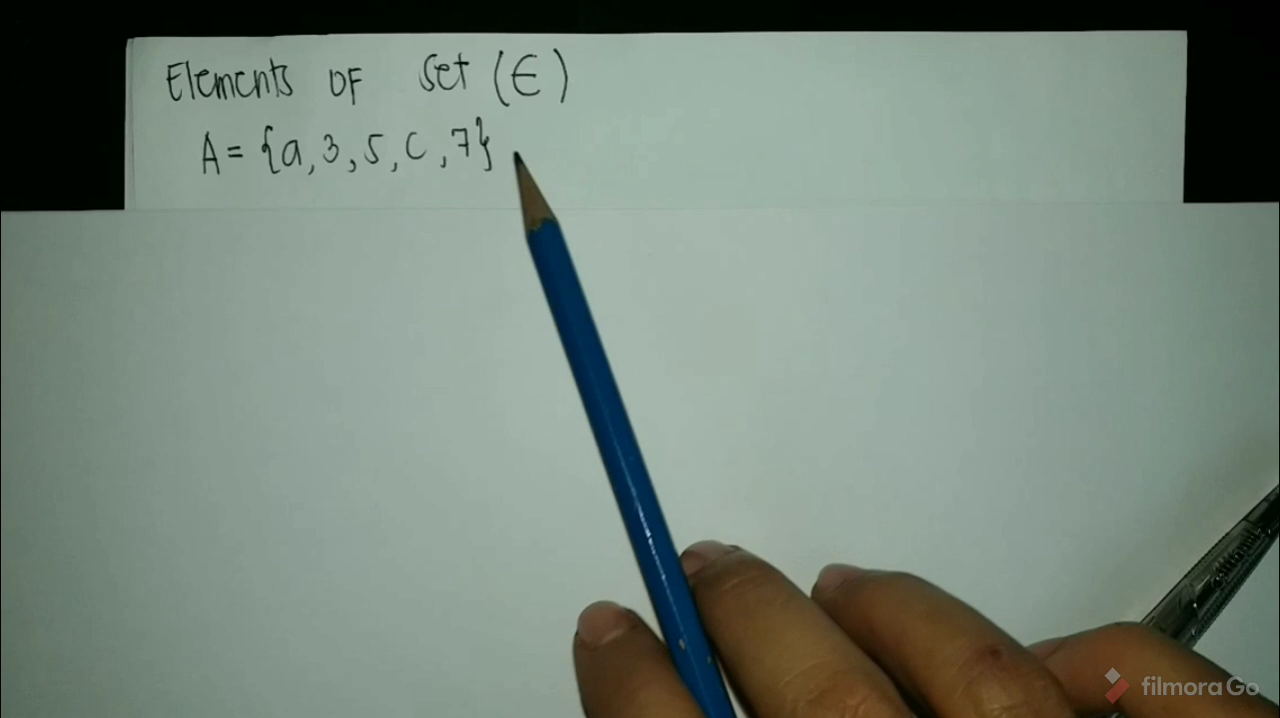 Elements OF set (∈)
A = {a, 3, 5, c, 7}
filmora Go